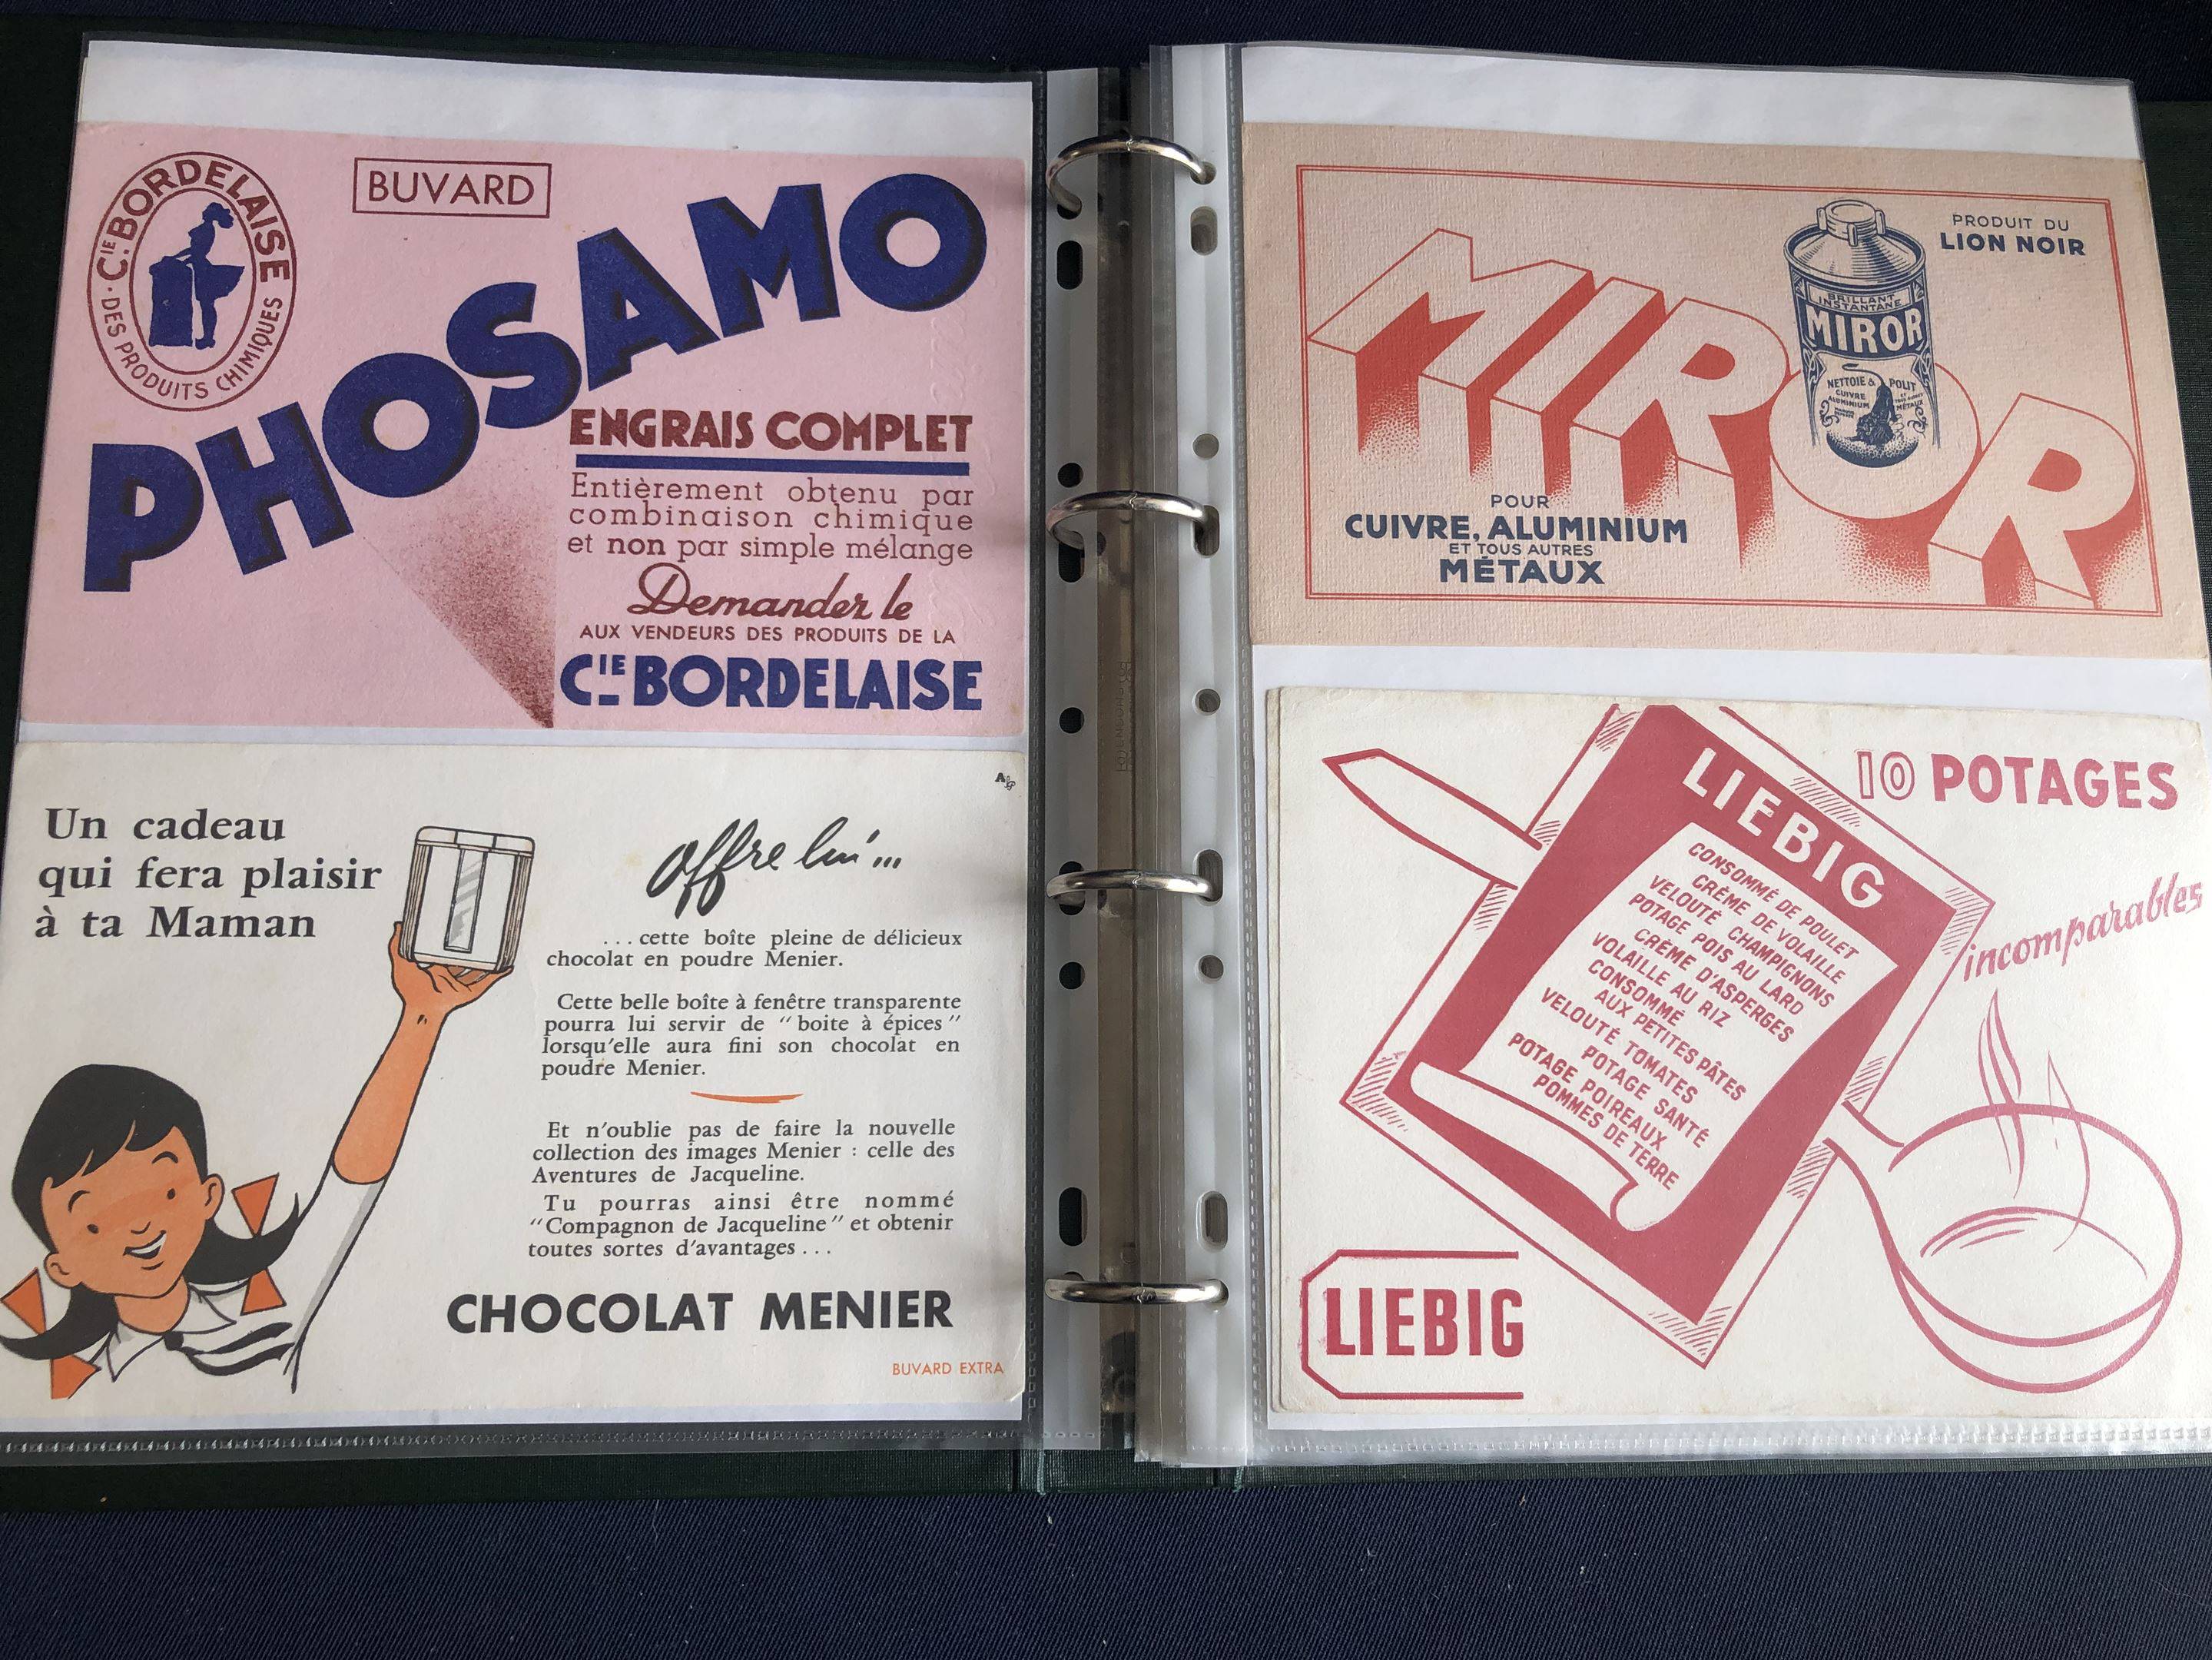 Cie BORDELAISE
· DES PRODUITS CHIMIQUES
BUVARD
PHOSAMO
ENGRAIS COMPLET
Entièrement obtenu par
combinaison chimique
et non par simple mélange
Demander le
AUX VENDEURS DES PRODUITS DE LA
CIE BORDELAISE
Un cadeau
qui fera plaisir
à ta Maman
offre lui...
... cette boîte pleine de délicieux
chocolat en poudre Menier.
Cette belle boîte à fenêtre transparente
pourra lui servir de “boite à épices”
lorsqu'elle aura fini son chocolat en
poudre Menier.
Et n'oublie pas de faire la nouvelle
collection des images Menier : celle des
Aventures de Jacqueline.
Tu pourras ainsi être nommé
“Compagnon de Jacqueline” et obtenir
toutes sortes d'avantages...
CHOCOLAT MENIER
BUVARD EXTRA
PRODUIT DU
LION NOIR
MIROR
BRILLANT
INSTANTANÉ
MIROR
NETTOIE & POLIT
CUIVRE
ALUMINIUM
MÉTAUX
POUR
CUIVRE, ALUMINIUM
ET TOUS AUTRES
MÉTAUX
10 POTAGES
incomparables
LIEBIG
CONSOMMÉ DE POULET
CRÈME DE VOLAILLE
VELOUTÉ CHAMPIGNONS
POTAGE POIS AU LARD
CRÈME D'ASPERGES
VOLAILLE AU RIZ
CONSOMMÉ
AUX PETITES PÂTES
VELOUTÉ TOMATES
POTAGE SANTÉ
POTAGE POIREAUX
POMMES DE TERRE
LIEBIG